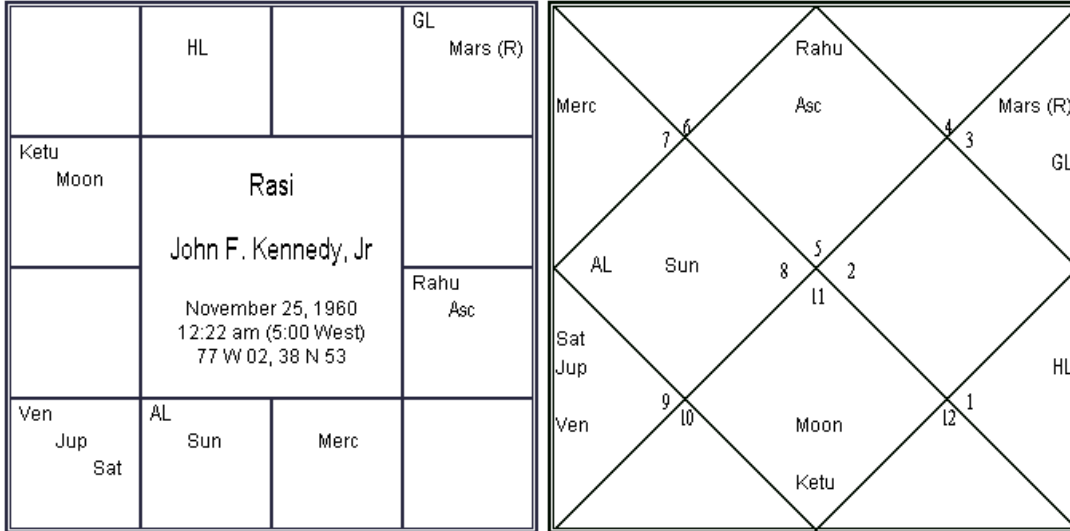 HL
GL
Mars (R)
Ketu
Moon
Rasi
John F. Kennedy, Jr
November 25, 1960
12:22 am (5:00 West)
77 W 02, 38 N 53
Rahu
Asc
Ven
Jup
Sat
AL
Sun
Merc
Rahu
Merc
Asc
Mars (R)
6
7
4
3
GL
5
AL
Sun
8
2
11
Sat
Jup
HL
9
10
12
1
Ven
Moon
Ketu